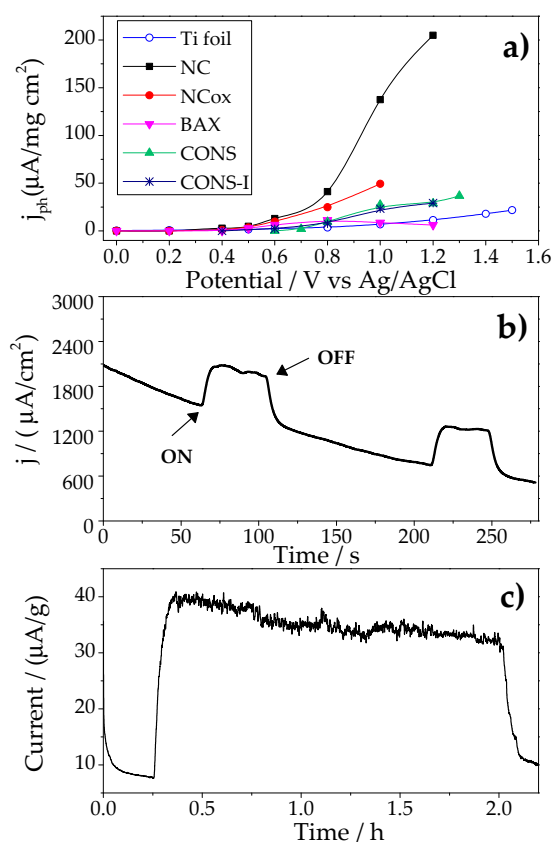 a)
Ti foil
NC
NCox
BAX
CONS
CONS-I
200
150
100
50
0
j_ph (µA/mg cm²)
0.0 0.2 0.4 0.6 0.8 1.0 1.2 1.4 1.6
Potential / V vs Ag/AgCl
b)
3000
2400
1800
1200
600
0
j / ( µA/cm²)
ON
OFF
0 50 100 150 200 250
Time / s
c)
40
30
20
10
Current / (µA/g)
0.0 0.5 1.0 1.5 2.0
Time / h